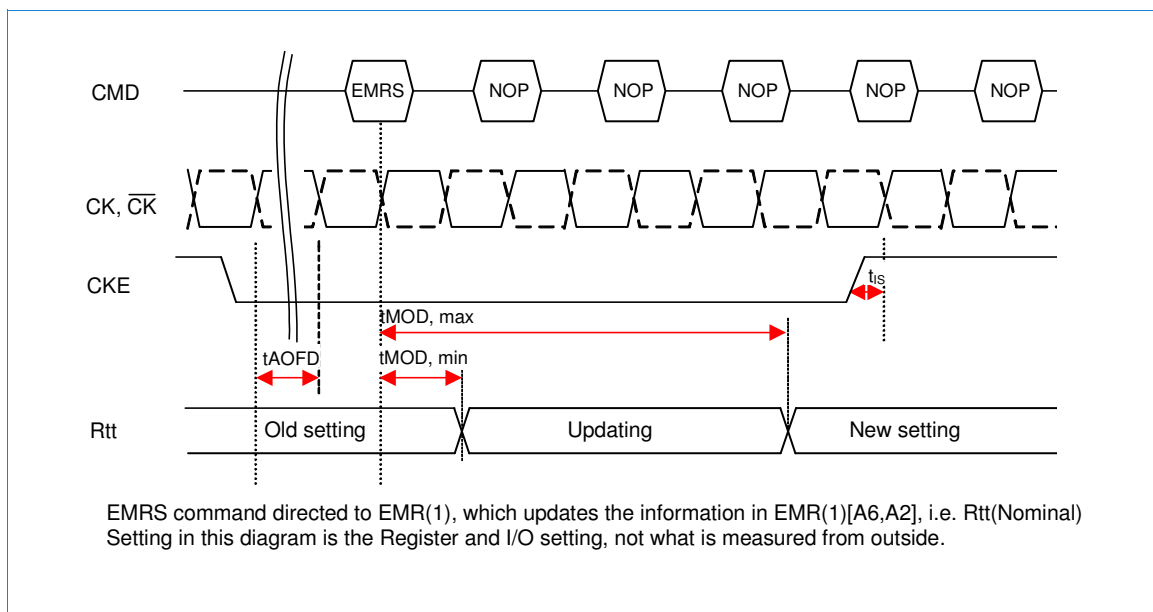 CMD
EMRS NOP NOP NOP NOP NOP
CK, C̅K̅
CKE
tIS
tMOD, max
tAOFD
tMOD, min
Rtt
Old setting Updating New setting
EMRS command directed to EMR(1), which updates the information in EMR(1)[A6,A2], i.e. Rtt(Nominal)
Setting in this diagram is the Register and I/O setting, not what is measured from outside.